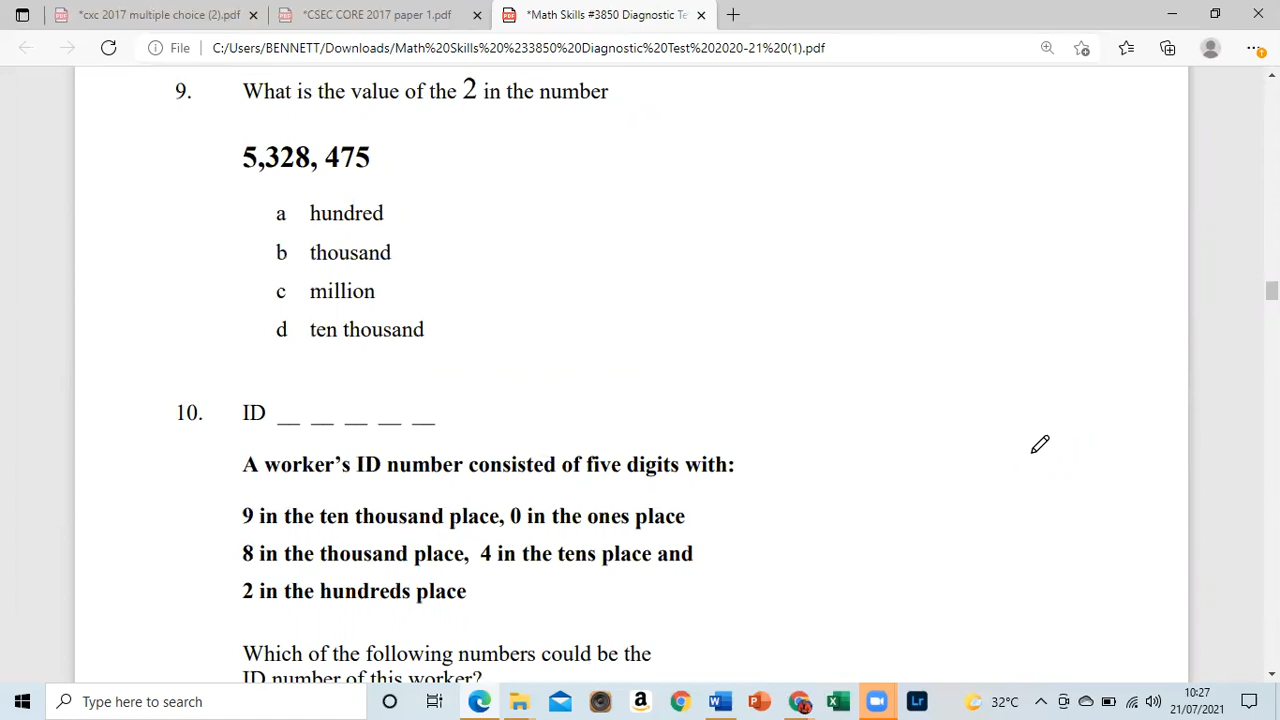 *cxc 2017 multiple choice (2).pdf
*CSEC CORE 2017 paper 1.pdf
*Math Skills #3850 Diagnostic Te
File
C:/Users/BENNETT/Downloads/Math%20Skills%20%233850%20Diagnostic%20Test%202020-21%20(1).pdf
9. What is the value of the 2 in the number
5,328, 475
a hundred
b thousand
c million
d ten thousand
10. ID __ __ __ __ __
A worker's ID number consisted of five digits with:
9 in the ten thousand place, 0 in the ones place
8 in the thousand place, 4 in the tens place and
2 in the hundreds place
Which of the following numbers could be the
ID number of this worker?
Type here to search
32°C
10:27
21/07/2021